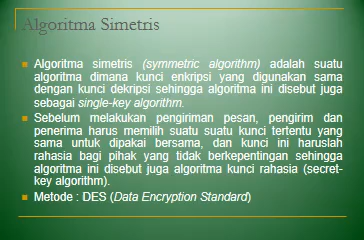 Algoritma Simetris
Algoritma simetris (symmetric algorithm) adalah suatu
algoritma dimana kunci enkripsi yang digunakan sama
dengan kunci dekripsi sehingga algoritma ini disebut juga
sebagai single-key algorithm.
Sebelum melakukan pengiriman pesan, pengirim dan
penerima harus memilih suatu suatu kunci tertentu yang
sama untuk dipakai bersama, dan kunci ini haruslah
rahasia bagi pihak yang tidak berkepentingan sehingga
algoritma ini disebut juga algoritma kunci rahasia (secret-
key algorithm).
Metode : DES (Data Encryption Standard)